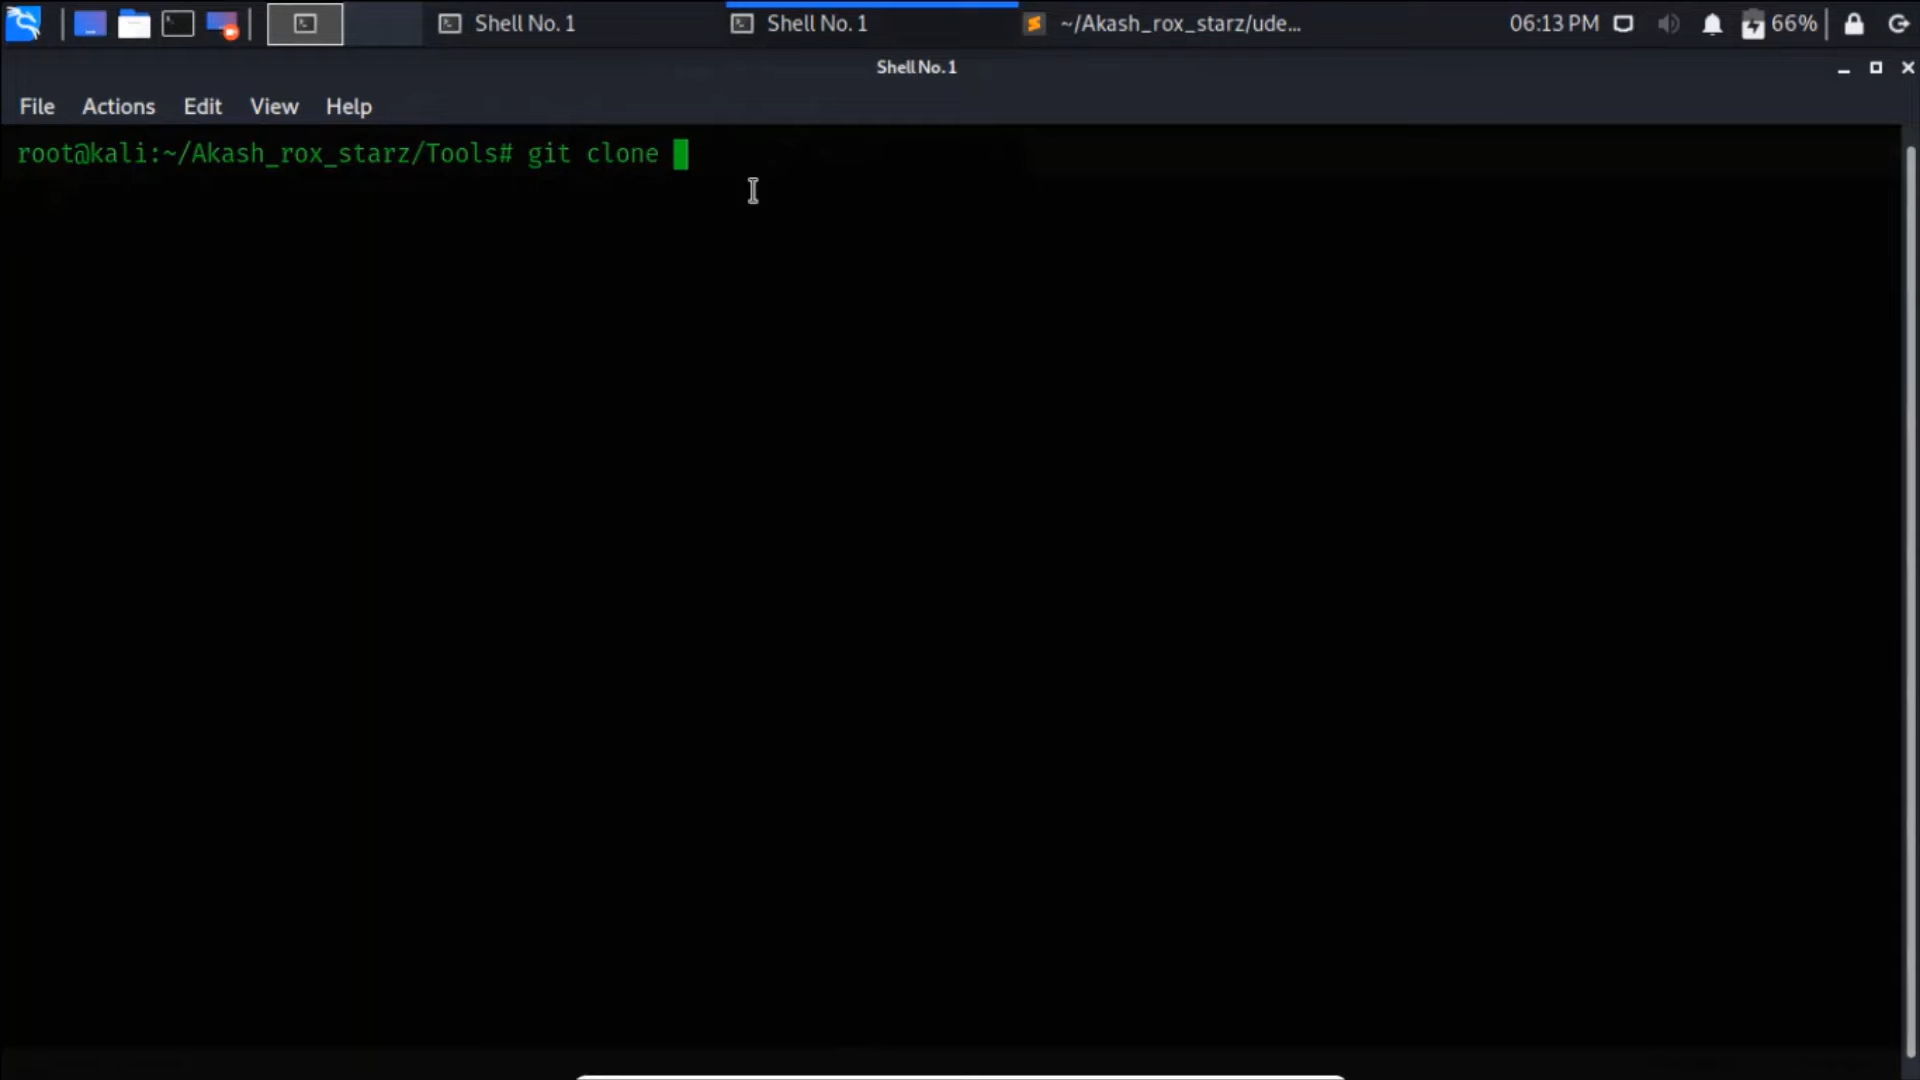 Shell No. 1
Shell No. 1
~/Akash_rox_starz/ude...
06:13 PM
66%
Shell No. 1
File Actions Edit View Help
root@kali:~/Akash_rox_starz/Tools# git clone